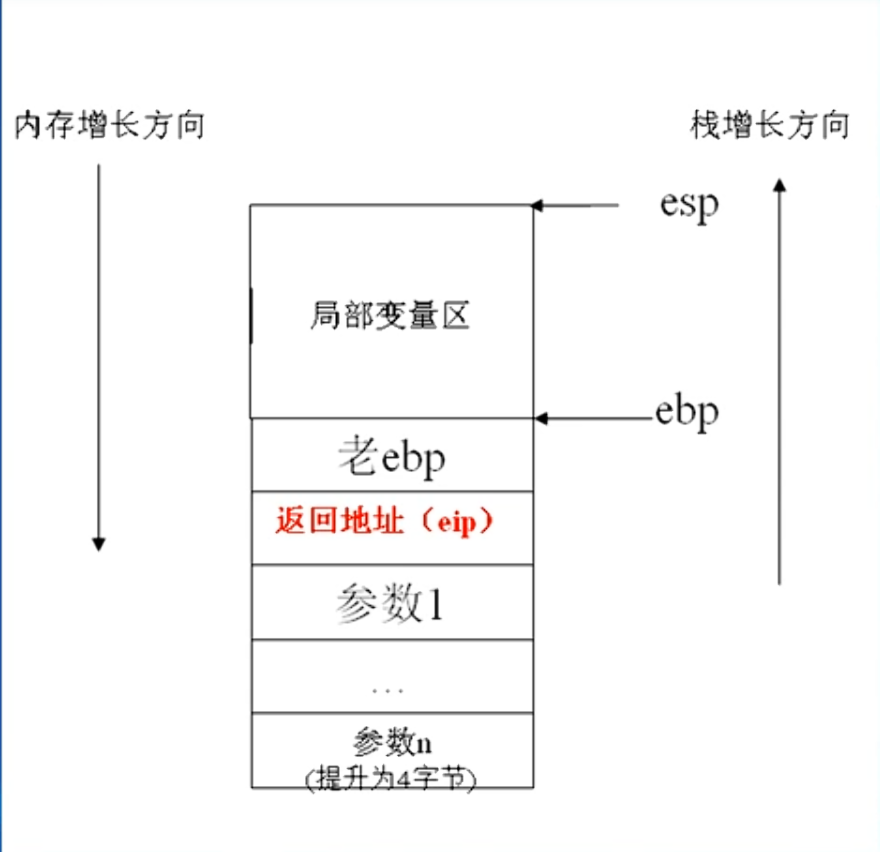 内存增长方向
栈增长方向
esp
局部变量区
ebp
老ebp
返回地址（eip）
参数1
...
参数n
(提升为4字节)